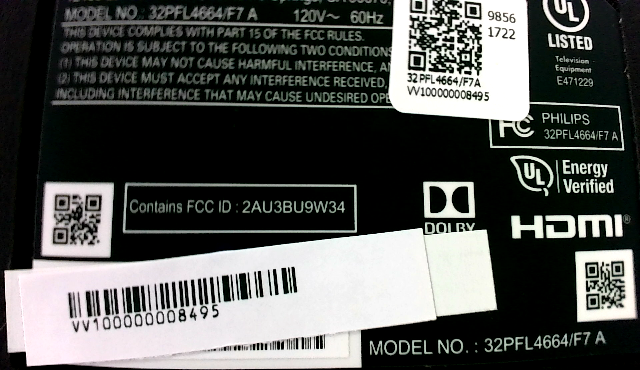 MODEL NO. : 32PFL4664/F7 A 120V~ 60Hz
THIS DEVICE COMPLIES WITH PART 15 OF THE FCC RULES.
OPERATION IS SUBJECT TO THE FOLLOWING TWO CONDITIONS
(1) THIS DEVICE MAY NOT CAUSE HARMFUL INTERFERENCE,
(2) THIS DEVICE MUST ACCEPT ANY INTERFERENCE RECEIVED,
INCLUDING INTERFERENCE THAT MAY CAUSE UNDESIRED
9856
1722
32PFL4664/F7A
VV100000008495
UL
LISTED
Television
Equipment
E471229
FC
PHILIPS
32PFL4664/F7 A
UL
Energy
Verified
Contains FCC ID : 2AU3BU9W34
DOLBY
HDMI®
VV100000008495
MODEL NO. : 32PFL4664/F7 A